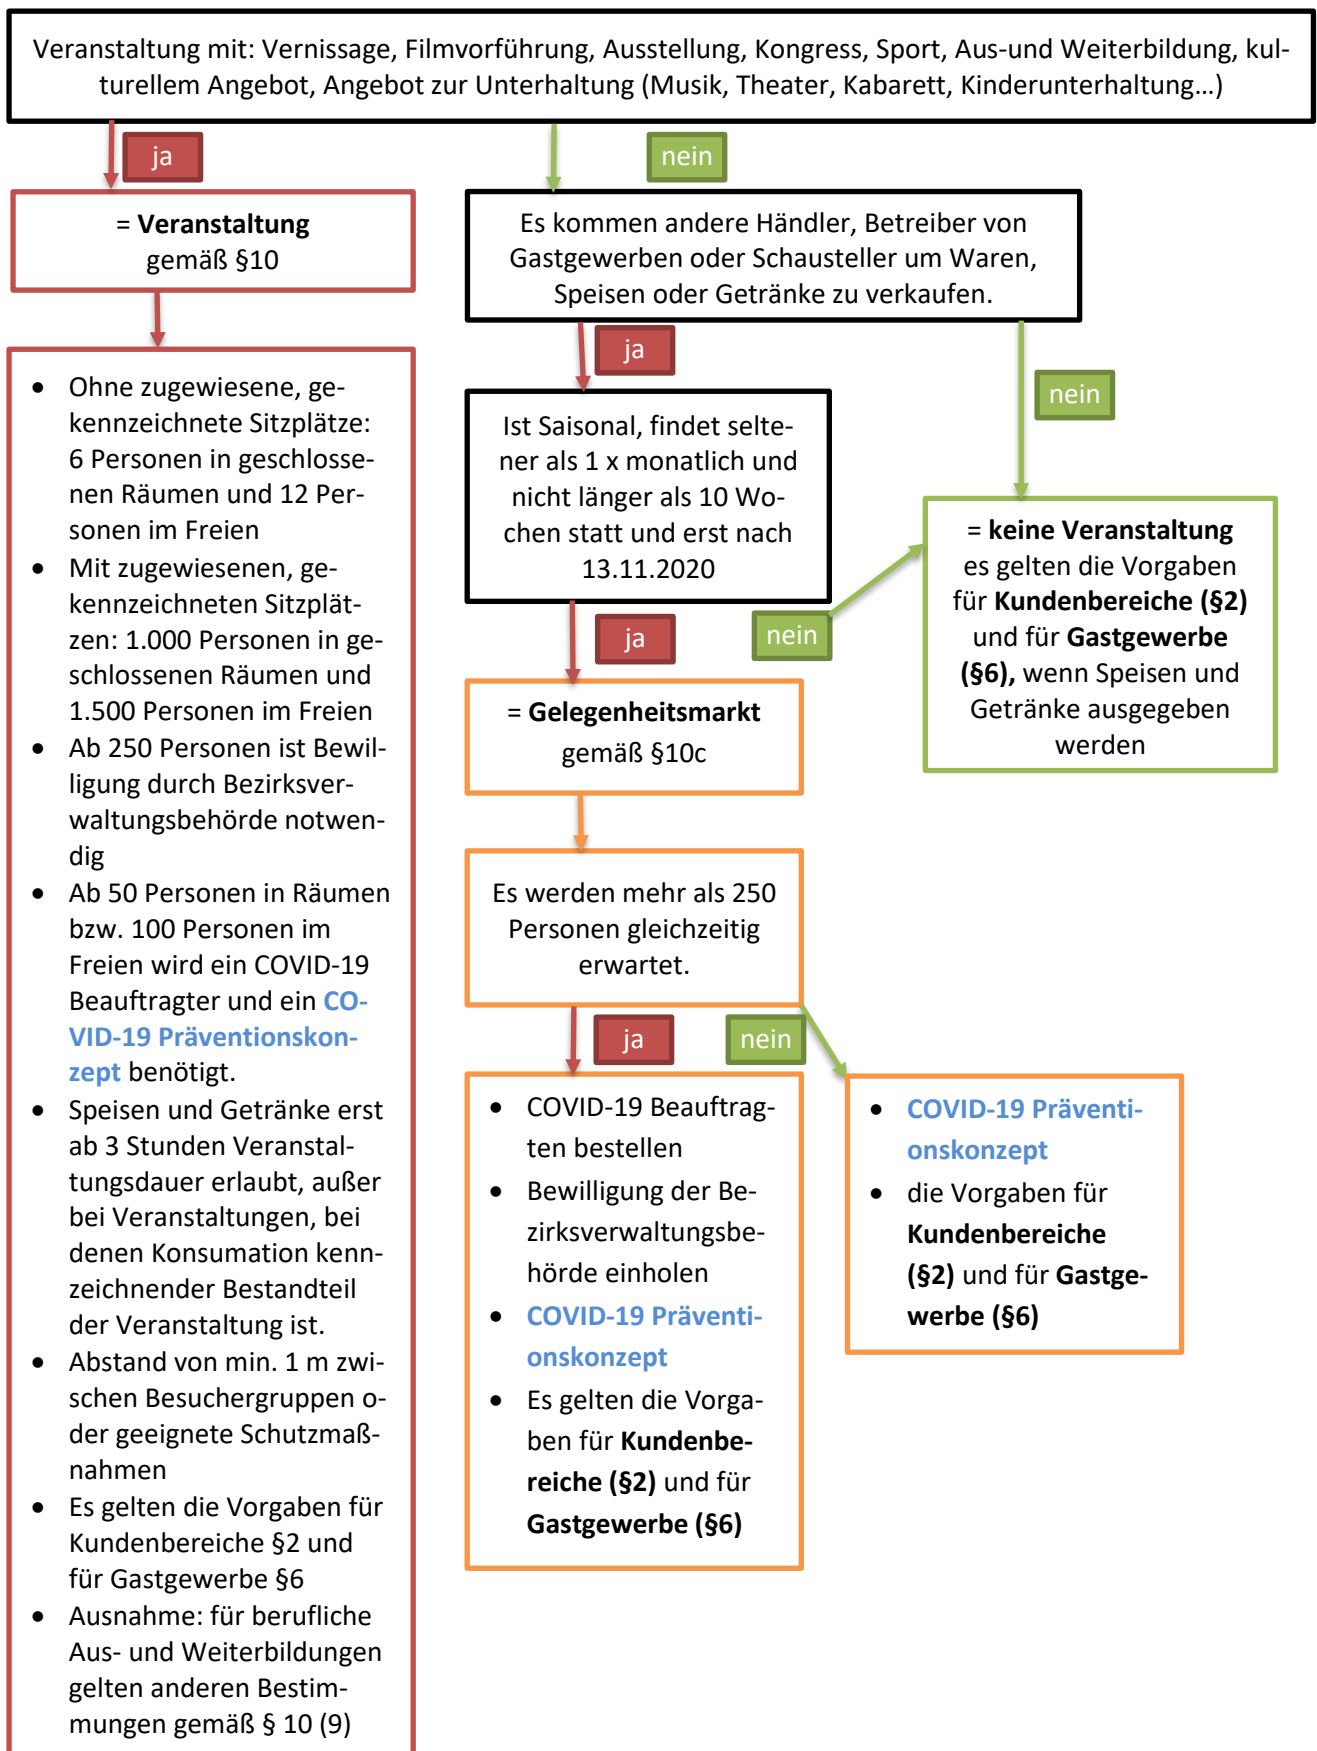 Veranstaltung mit: Vernissage, Filmvorführung, Ausstellung, Kongress, Sport, Aus-und Weiterbildung, kul-
turellem Angebot, Angebot zur Unterhaltung (Musik, Theater, Kabarett, Kinderunterhaltung…)
ja
nein
= Veranstaltung
gemäß §10
Es kommen andere Händler, Betreiber von
Gastgewerben oder Schausteller um Waren,
Speisen oder Getränke zu verkaufen.
ja
nein
• Ohne zugewiesene, ge-
kennzeichnete Sitzplätze:
6 Personen in geschlosse-
nen Räumen und 12 Per-
sonen im Freien
• Mit zugewiesenen, ge-
kennzeichneten Sitzplät-
zen: 1.000 Personen in ge-
schlossenen Räumen und
1.500 Personen im Freien
• Ab 250 Personen ist Bewil-
ligung durch Bezirksver-
waltungsbehörde notwen-
dig
• Ab 50 Personen in Räumen
bzw. 100 Personen im
Freien wird ein COVID-19
Beauftragter und ein CO-
VID-19 Präventionskon-
zept benötigt.
• Speisen und Getränke erst
ab 3 Stunden Veranstal-
tungsdauer erlaubt, außer
bei Veranstaltungen, bei
denen Konsumation kenn-
zeichnender Bestandteil
der Veranstaltung ist.
• Abstand von min. 1 m zwi-
schen Besuchergruppen o-
der geeignete Schutzmaß-
nahmen
• Es gelten die Vorgaben für
Kundenbereiche §2 und
für Gastgewerbe §6
• Ausnahme: für berufliche
Aus- und Weiterbildungen
gelten anderen Bestim-
mungen gemäß § 10 (9)
Ist Saisonal, findet selte-
ner als 1 x monatlich und
nicht länger als 10 Wo-
chen statt und erst nach
13.11.2020
ja
nein
= keine Veranstaltung
es gelten die Vorgaben
für Kundenbereiche (§2)
und für Gastgewerbe
(§6), wenn Speisen und
Getränke ausgegeben
werden
= Gelegenheitsmarkt
gemäß §10c
Es werden mehr als 250
Personen gleichzeitig
erwartet.
ja
nein
• COVID-19 Beauftrag-
ten bestellen
• Bewilligung der Be-
zirksverwaltungsbe-
hörde einholen
• COVID-19 Präventi-
onskonzept
• Es gelten die Vorga-
ben für Kundenbe-
reiche (§2) und für
Gastgewerbe (§6)
• COVID-19 Präventi-
onskonzept
• die Vorgaben für
Kundenbereiche
(§2) und für Gastge-
werbe (§6)